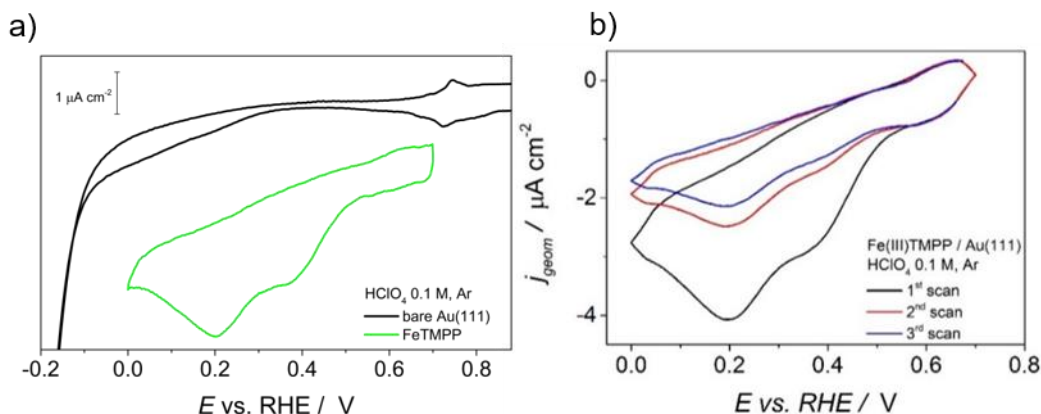 a)
1 μA cm-2
HClO4 0.1 M, Ar
bare Au(111)
FeTMPP
-0.2 0.0 0.2 0.4 0.6 0.8
E vs. RHE / V
b)
0
-2
-4
jgeom / μA cm-2
Fe(III)TMPP / Au(111)
HClO4 0.1 M, Ar
1st scan
2nd scan
3rd scan
0.0 0.2 0.4 0.6 0.8
E vs. RHE / V